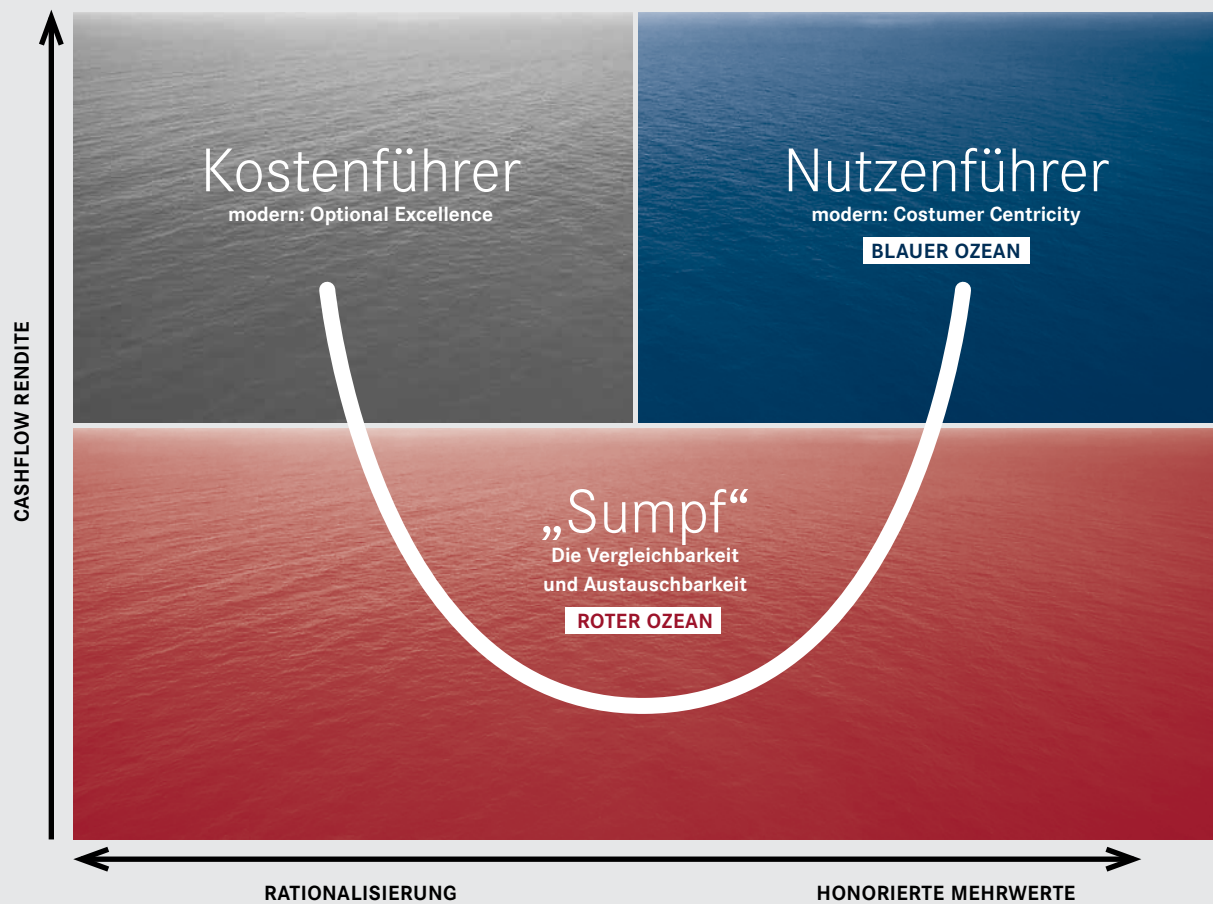 Kostenführer
modern: Optional Excellence
Nutzenführer
modern: Costumer Centricity
BLAUER OZEAN
CASHFLOW RENDITE
„Sumpf“
Die Vergleichbarkeit
und Austauschbarkeit
ROTER OZEAN
RATIONALISIERUNG
HONORIERTE MEHRWERTE